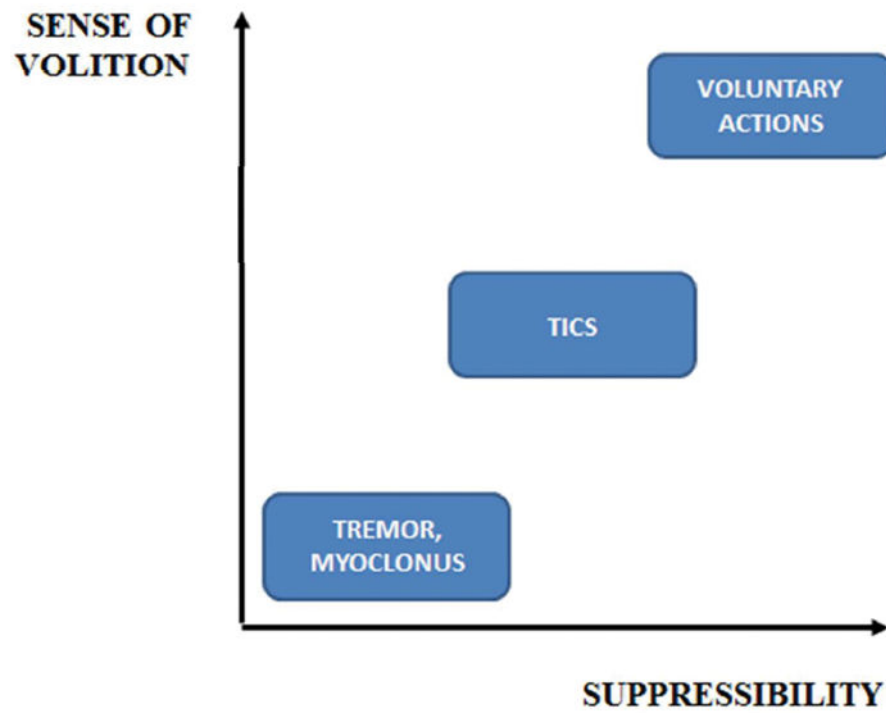 SENSE OF
VOLITION
VOLUNTARY
ACTIONS
TICS
TREMOR,
MYOCLONUS
SUPPRESSIBILITY